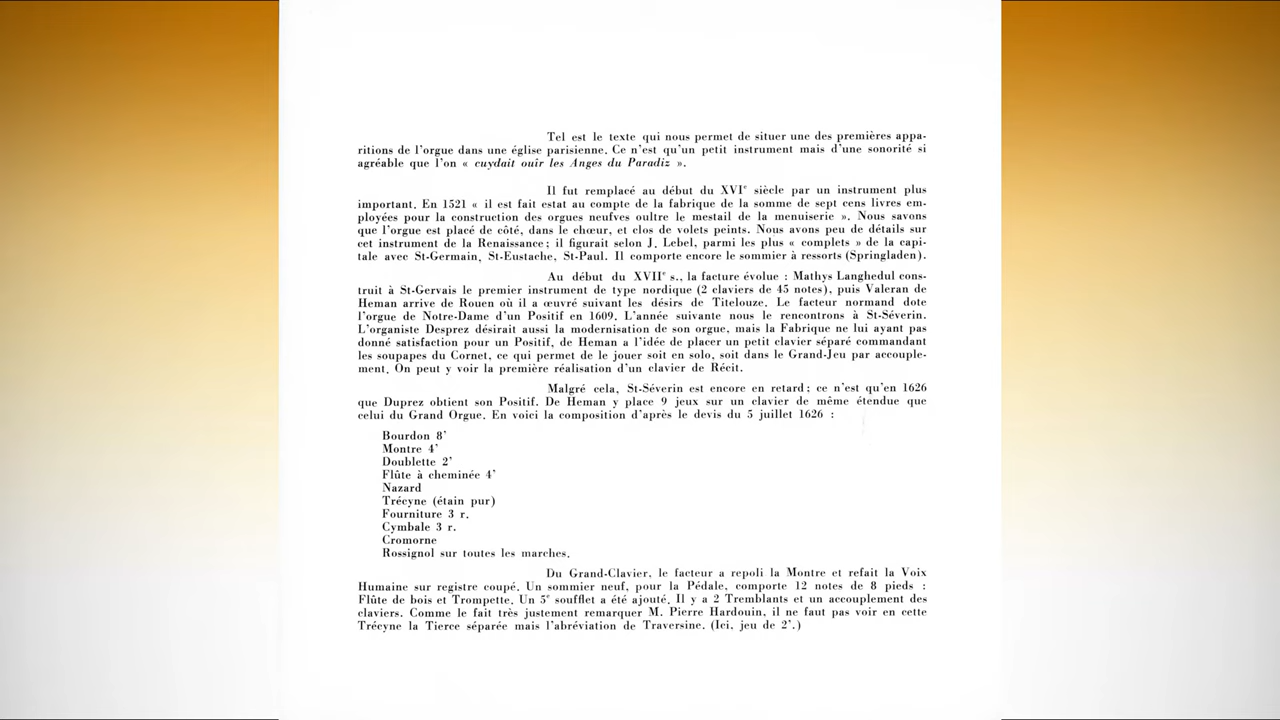 Tel est le texte qui nous permet de situer une des premières appa-
ritions de l'orgue dans une église parisienne. Ce n'est qu'un petit instrument mais d'une sonorité si
agréable que l'on « cuydait ouïr les Anges du Paradiz ».
Il fut remplacé au début du XVIe siècle par un instrument plus
important. En 1521 « il est fait estat au compte de la fabrique de la somme de sept cens livres em-
ployées pour la construction des orgues neufves oultre le mestail de la menuiserie ». Nous savons
que l'orgue est placé de côté, dans le chœur, et clos de volets peints. Nous avons peu de détails sur
cet instrument de la Renaissance; il figurait selon J. Lebel, parmi les plus « complets » de la capi-
tale avec St-Germain, St-Eustache, St-Paul. Il comporte encore le sommier à ressorts (Springladen).
Au début du XVIIe s., la facture évolue : Mathys Langhedul cons-
truit à St-Gervais le premier instrument de type nordique (2 claviers de 45 notes), puis Valeran de
Heman arrive de Rouen où il a œuvré suivant les désirs de Titelouze. Le facteur normand dote
l'orgue de Notre-Dame d'un Positif en 1609. L'année suivante nous le rencontrons à St-Séverin.
L'organiste Desprez désirait aussi la modernisation de son orgue, mais la Fabrique ne lui ayant pas
donné satisfaction pour un Positif, de Heman a l'idée de placer un petit clavier séparé commandant
les soupapes du Cornet, ce qui permet de le jouer soit en solo, soit dans le Grand-Jeu par accouple-
ment. On peut y voir la première réalisation d'un clavier de Récit.
Malgré cela, St-Séverin est encore en retard; ce n'est qu'en 1626
que Duprez obtient son Positif. De Heman y place 9 jeux sur un clavier de même étendue que
celui du Grand Orgue. En voici la composition d'après le devis du 5 juillet 1626 :
Bourdon 8'
Montre 4'
Doublette 2'
Flûte à cheminée 4'
Nazard
Trécyne (étain pur)
Fourniture 3 r.
Cymbale 3 r.
Cromorne
Rossignol sur toutes les marches.
Du Grand-Clavier, le facteur a repoli la Montre et refait la Voix
Humaine sur registre coupé. Un sommier neuf, pour la Pédale, comporte 12 notes de 8 pieds :
Flûte de bois et Trompette. Un 5e soufflet a été ajouté. Il y a 2 Tremblants et un accouplement des
claviers. Comme le fait très justement remarquer M. Pierre Hardouin, il ne faut pas voir en cette
Trécyne la Tierce séparée mais l'abréviation de Traversine. (Ici, jeu de 2'.)